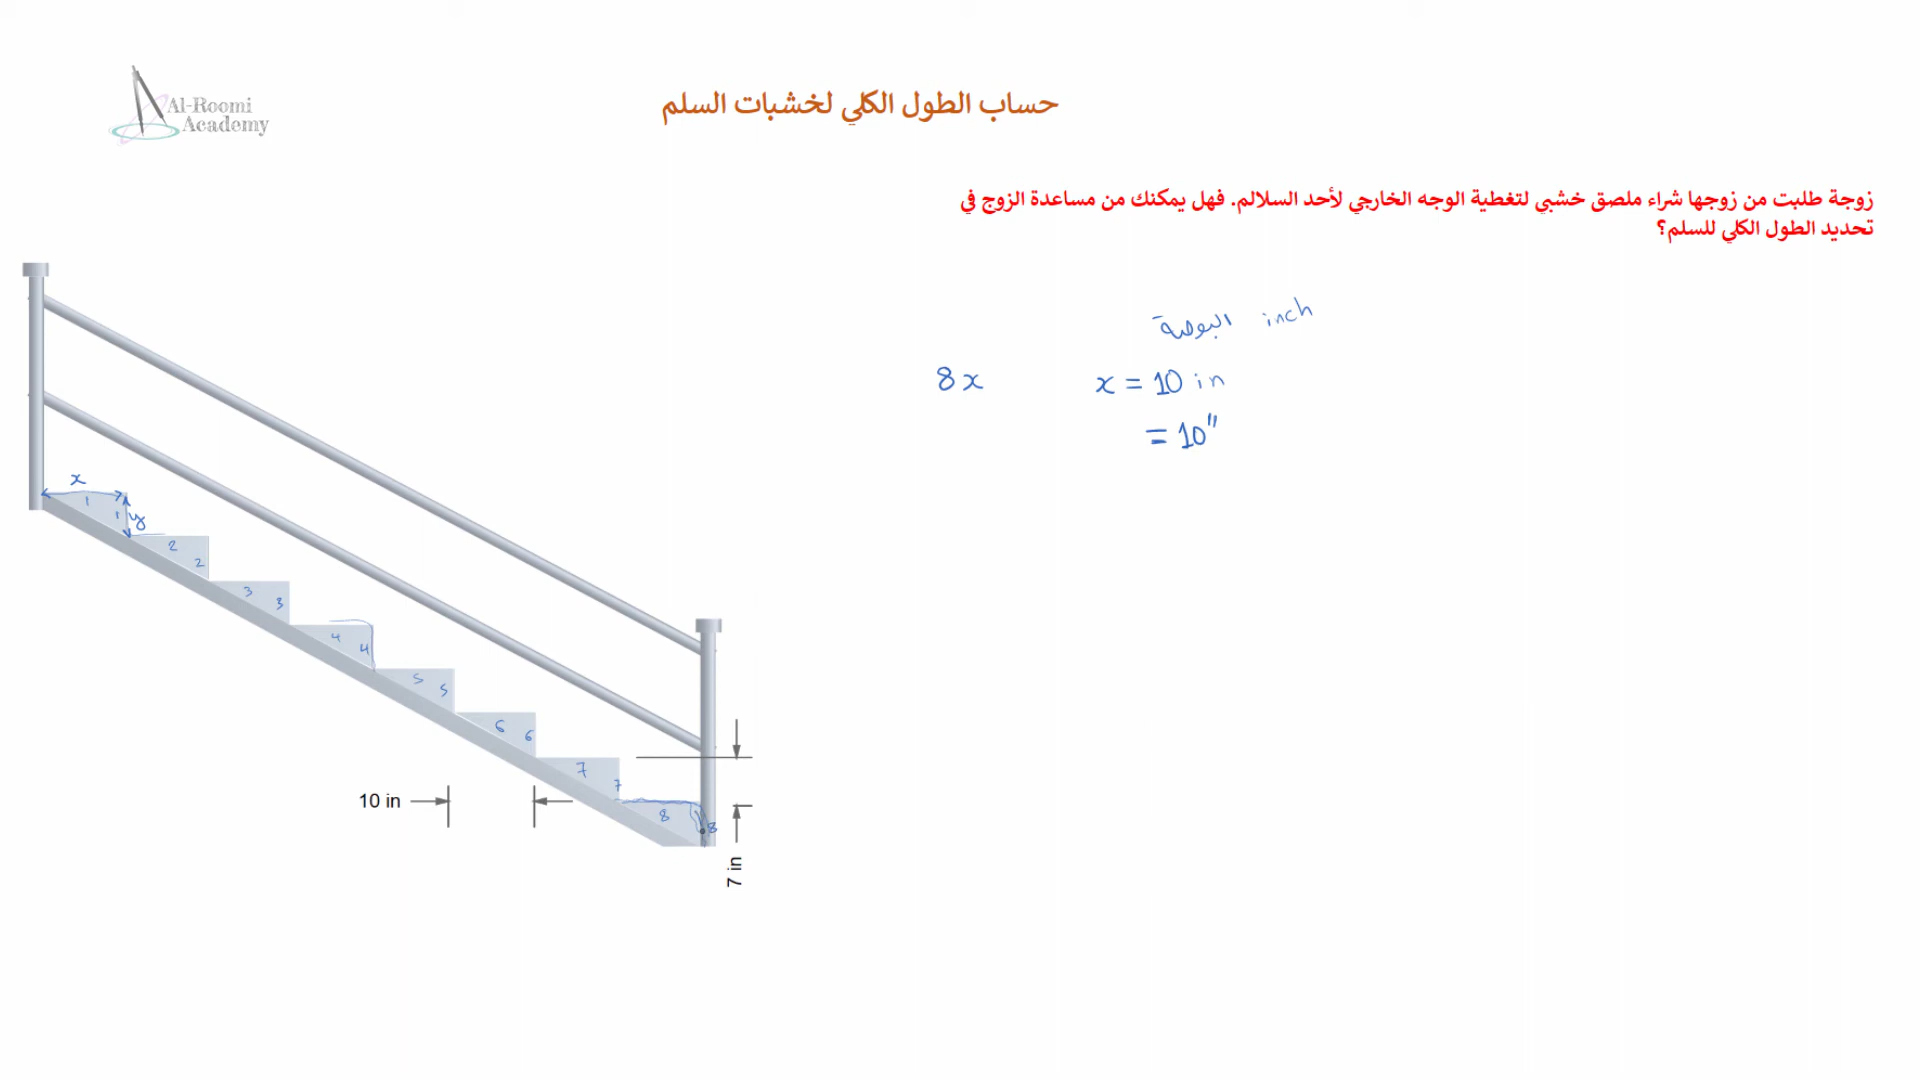 Al-Roomi
Academy
حساب الطول الكلي لخشبات السلم
زوجة طلبت من زوجها شراء ملصق خشبي لتغطية الوجه الخارجي لأحد السلالم. فهل يمكنك من مساعدة الزوج في
تحديد الطول الكلي للسلم؟
البوصة inch
8x x = 10 in
= 10"
x
1
1 y
2
2
3 3
4 4
5 5
6 6
7 7
10 in
8 8
7 in